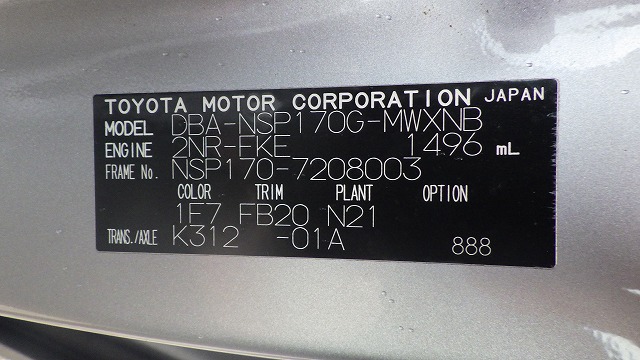 TOYOTA MOTOR CORPORATION JAPAN
MODEL DBA-NSP170G-MWXNB
ENGINE 2NR-FKE 1496 mL
FRAME No. NSP170-7208003
COLOR TRIM PLANT OPTION
1F7 FB20 N21
TRANS./AXLE K312 -01A 888